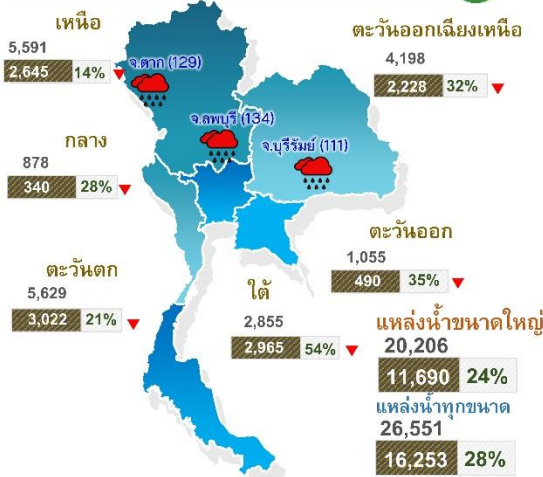 เหนือ
5,591
2,645 14%
จ.ตาก (129)
ตะวันออกเฉียงเหนือ
4,198
2,228 32%
จ.ลพบุรี (134)
จ.บุรีรัมย์ (111)
กลาง
878
340 28%
ตะวันออก
1,055
490 35%
ตะวันตก
5,629
3,022 21%
ใต้
2,855
2,965 54%
แหล่งน้ำขนาดใหญ่
20,206
11,690 24%
แหล่งน้ำทุกขนาด
26,551
16,253 28%